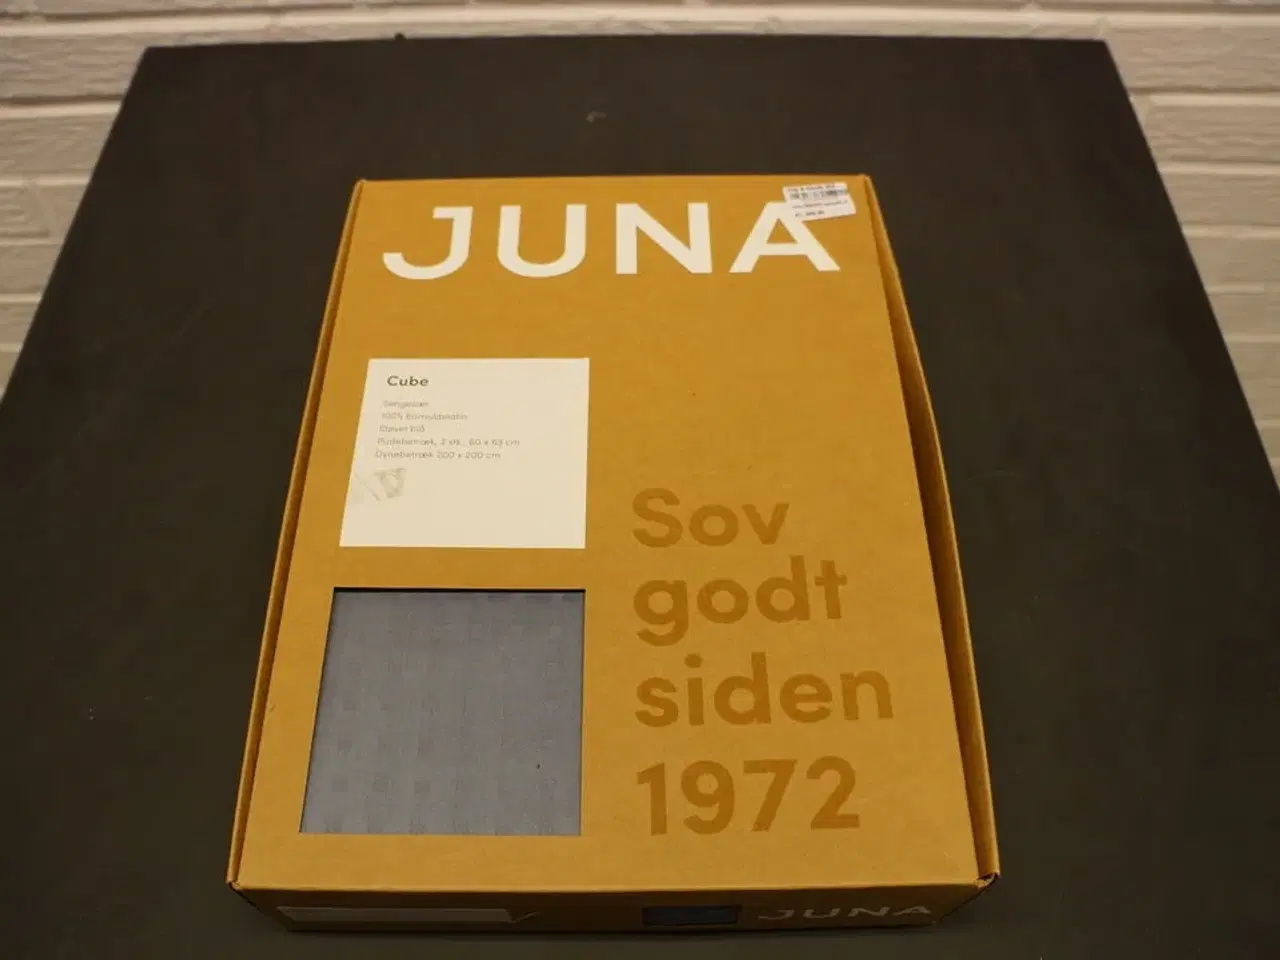 JUNA
Cube
Sengesæt
100% Bomuldssatin
Støvet blå
Pudebetræk, 2 stk., 60 x 63 cm
Dynebetræk 200 x 200 cm
Sov
godt
siden
1972
JUNA